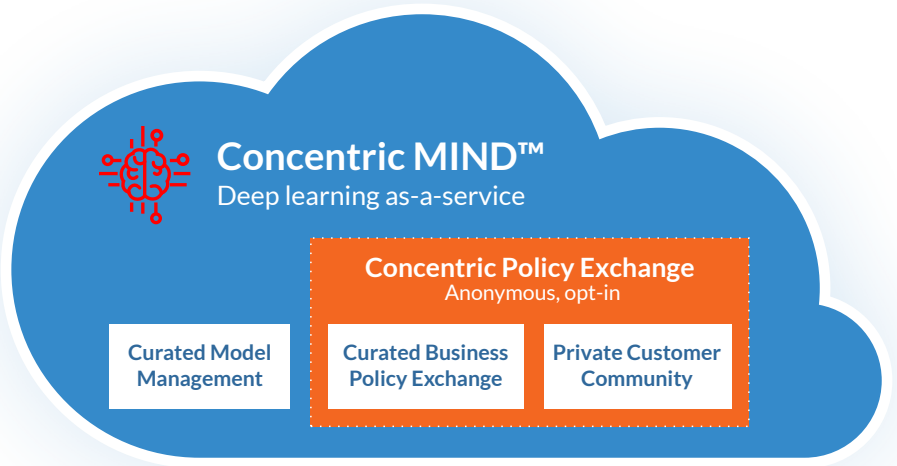 Concentric MIND™
Deep learning as-a-service
Concentric Policy Exchange
Anonymous, opt-in
Curated Model
Management
Curated Business
Policy Exchange
Private Customer
Community